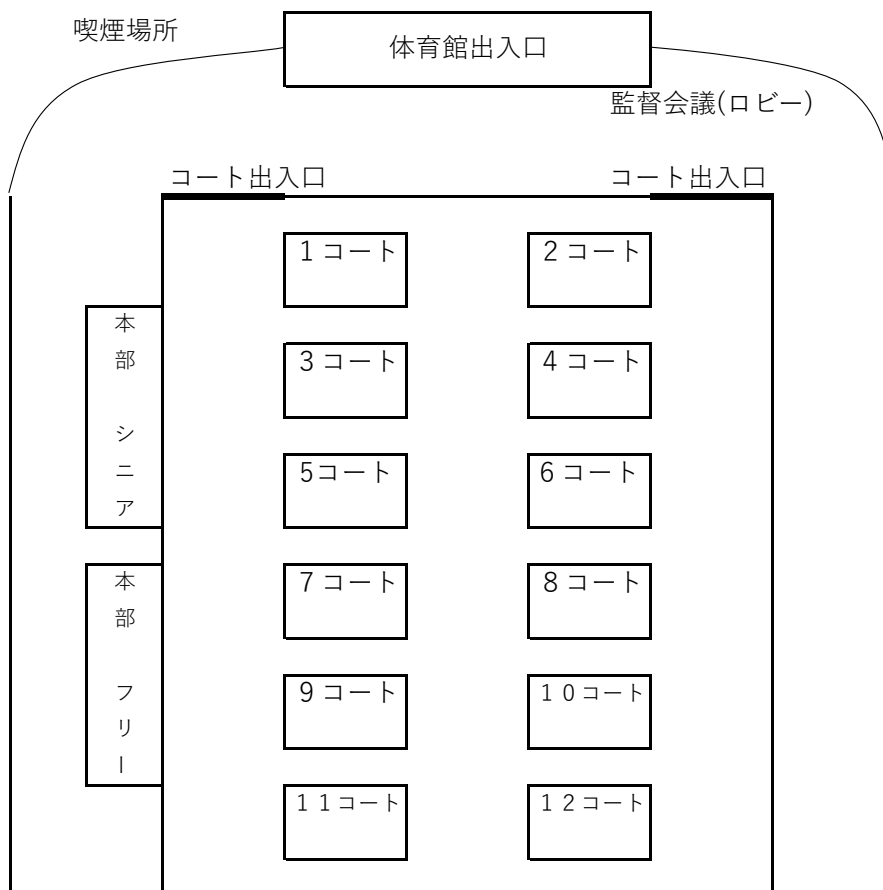 喫煙場所
体育館出入口
監督会議(ロビー)
コート出入口
コート出入口
1コート
2コート
本部 シニア
3コート
4コート
5コート
6コート
本部 フリー
7コート
8コート
9コート
10コート
11コート
12コート